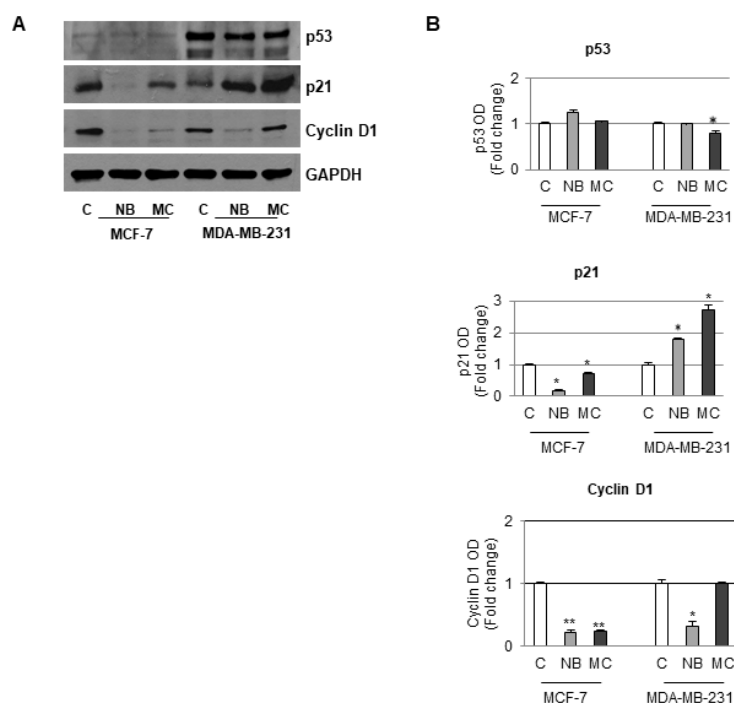 A
p53
p21
Cyclin D1
GAPDH
C NB MC C NB MC
MCF-7 MDA-MB-231
B
p53
p53 OD
(Fold change)
2
1
0
*
C NB MC C NB MC
MCF-7 MDA-MB-231
p21
p21 OD
(Fold change)
3
2
1
0
* * * *
C NB MC C NB MC
MCF-7 MDA-MB-231
Cyclin D1
Cyclin D1 OD
(Fold change)
2
1
0
** ** *
C NB MC C NB MC
MCF-7 MDA-MB-231